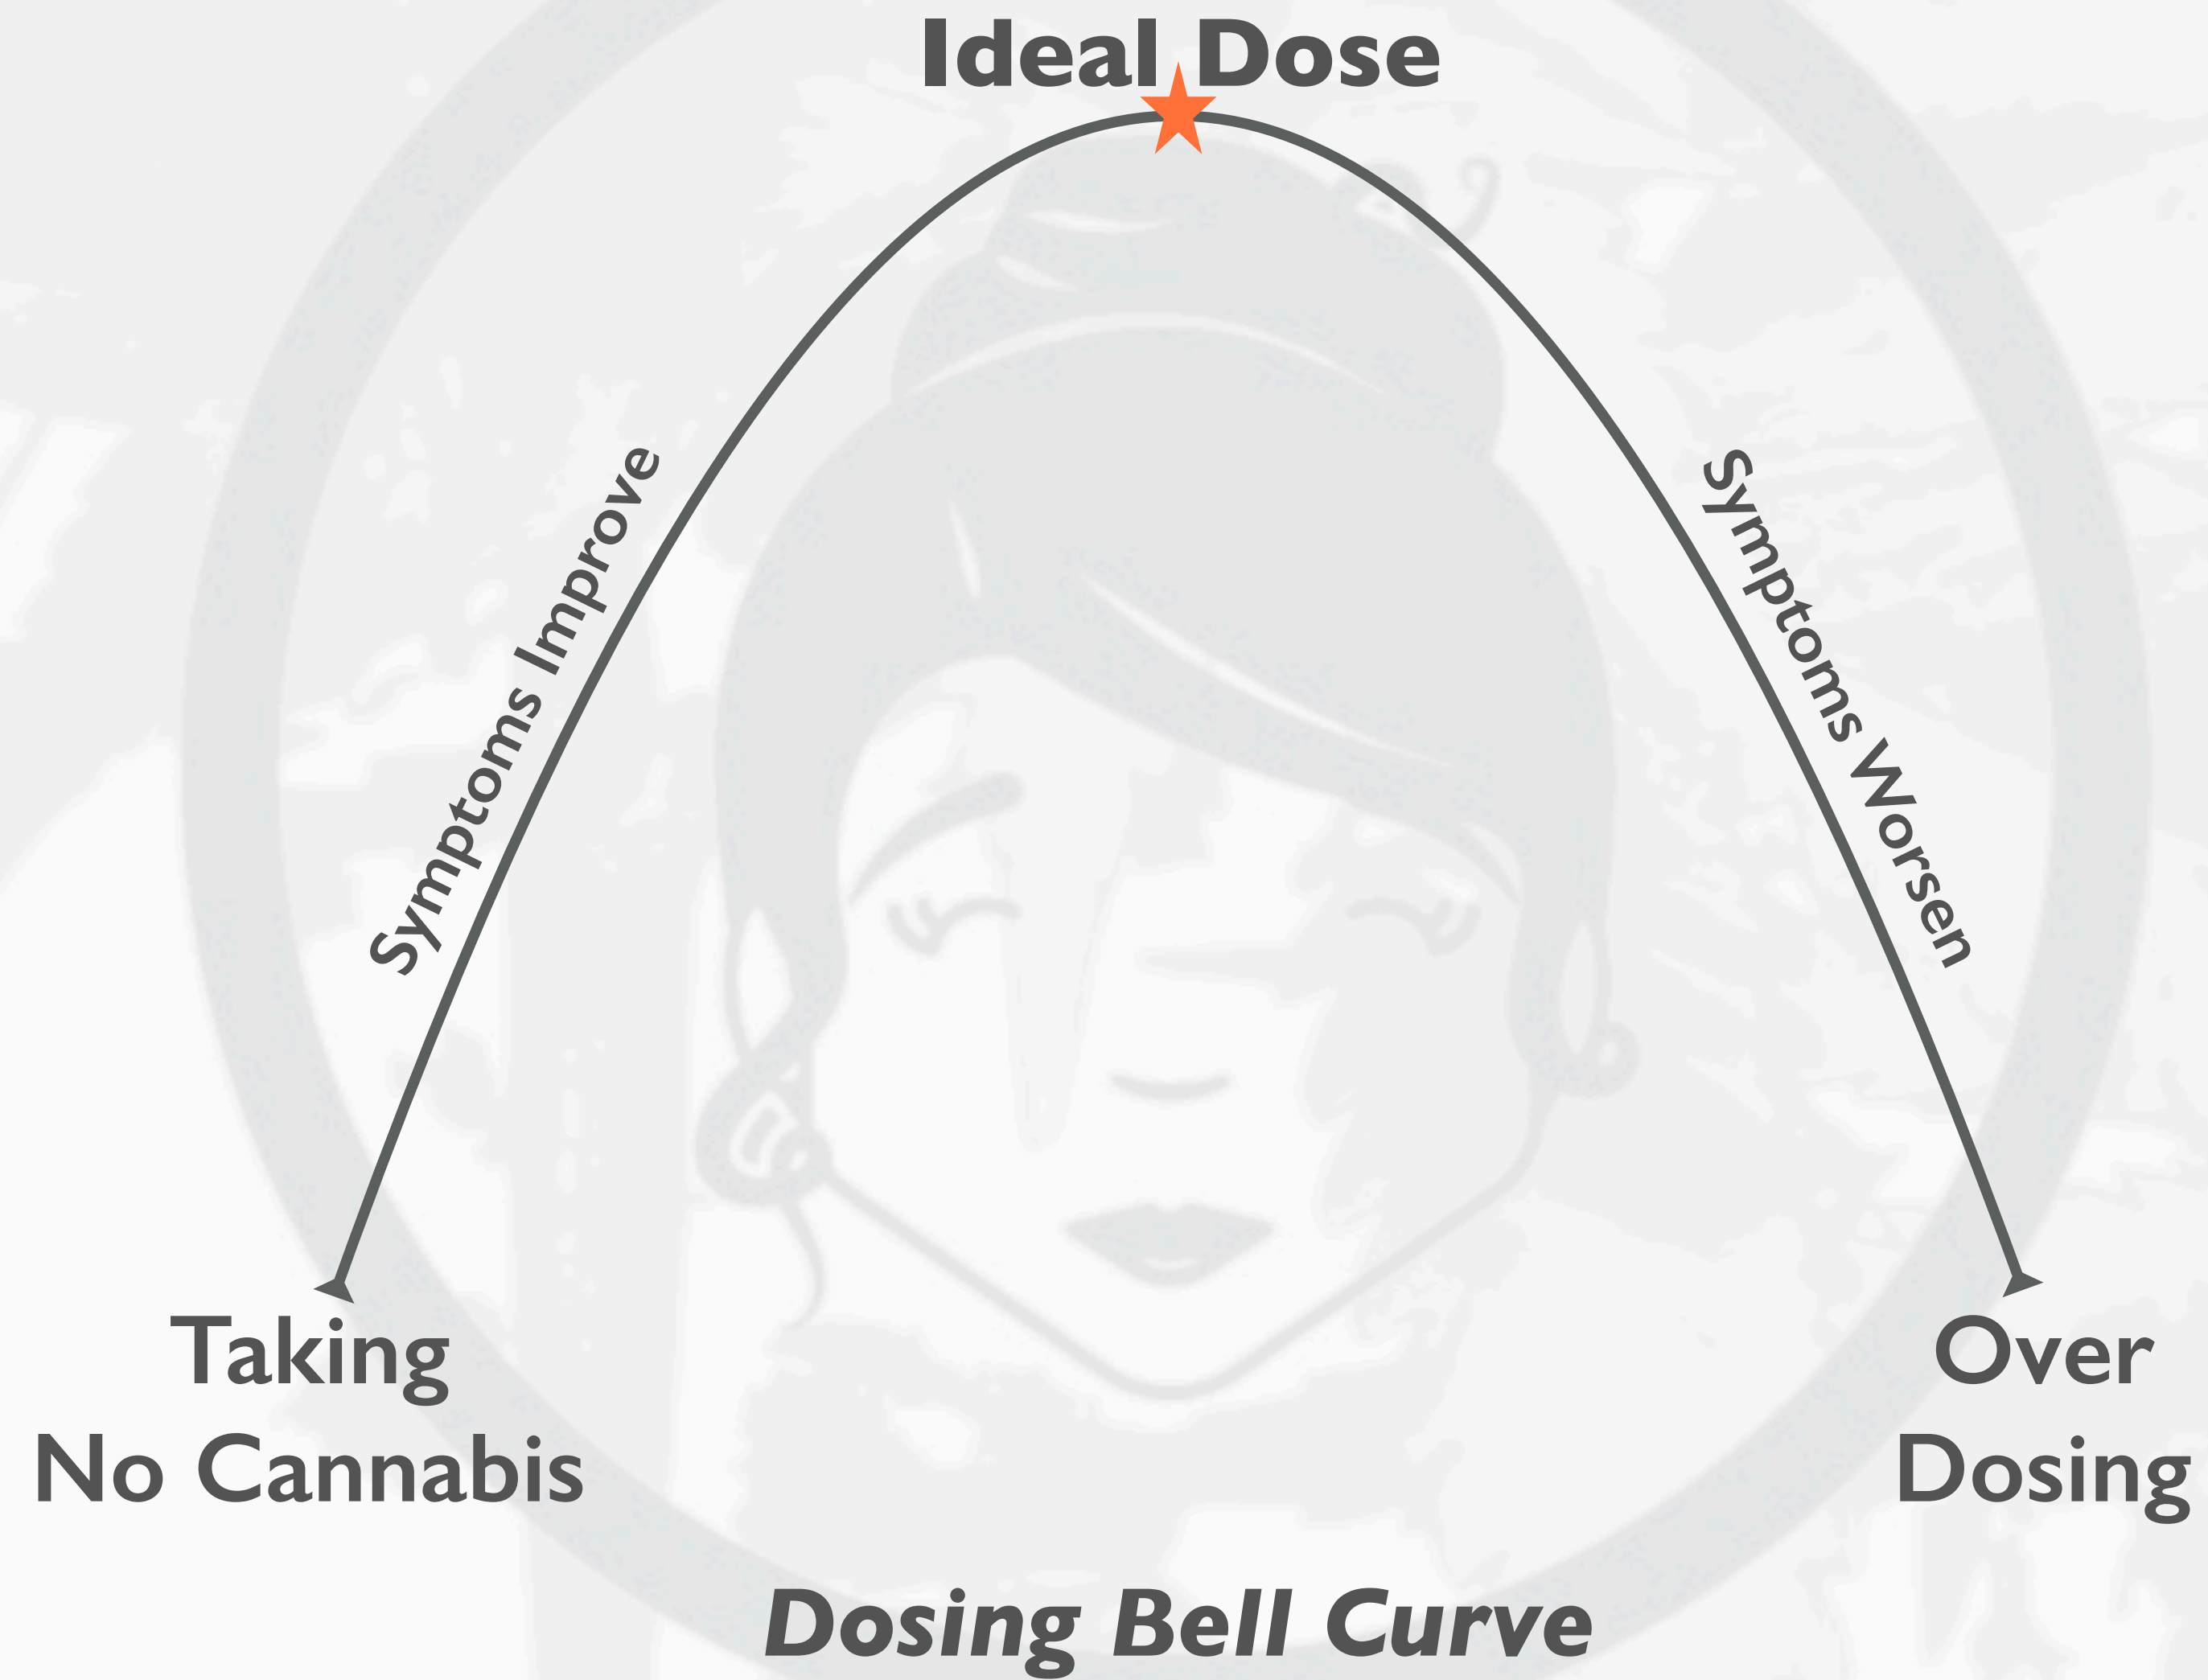 Ideal Dose
Symptoms Improve
Symptoms Worsen
Taking
No Cannabis
Over
Dosing
Dosing Bell Curve